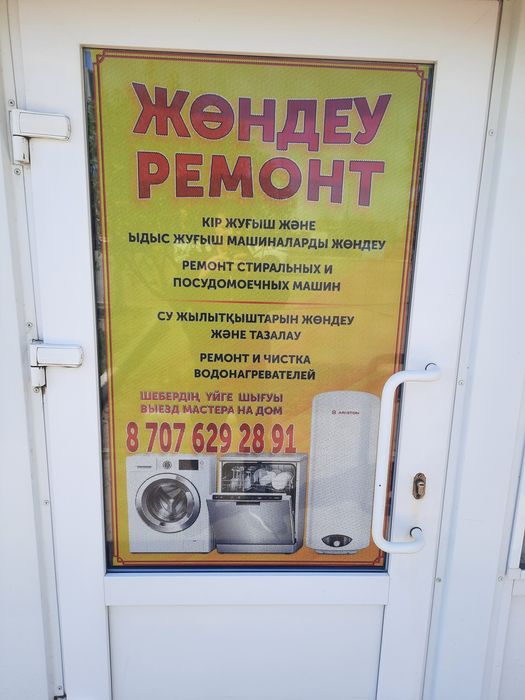 ЖӨНДЕУ
РЕМОНТ
КІР ЖУҒЫШ ЖӘНЕ
ЫДЫС ЖУҒЫШ МАШИНАЛАРДЫ ЖӨНДЕУ
РЕМОНТ СТИРАЛЬНЫХ И
ПОСУДОМОЕЧНЫХ МАШИН
СУ ЖЫЛЫТҚЫШТАРЫН ЖӨНДЕУ
ЖӘНЕ ТАЗАЛАУ
РЕМОНТ И ЧИСТКА
ВОДОНАГРЕВАТЕЛЕЙ
ШЕБЕРДІҢ ҮЙГЕ ШЫҒУЫ
ВЫЕЗД МАСТЕРА НА ДОМ
8 707 629 28 91
ARISTON